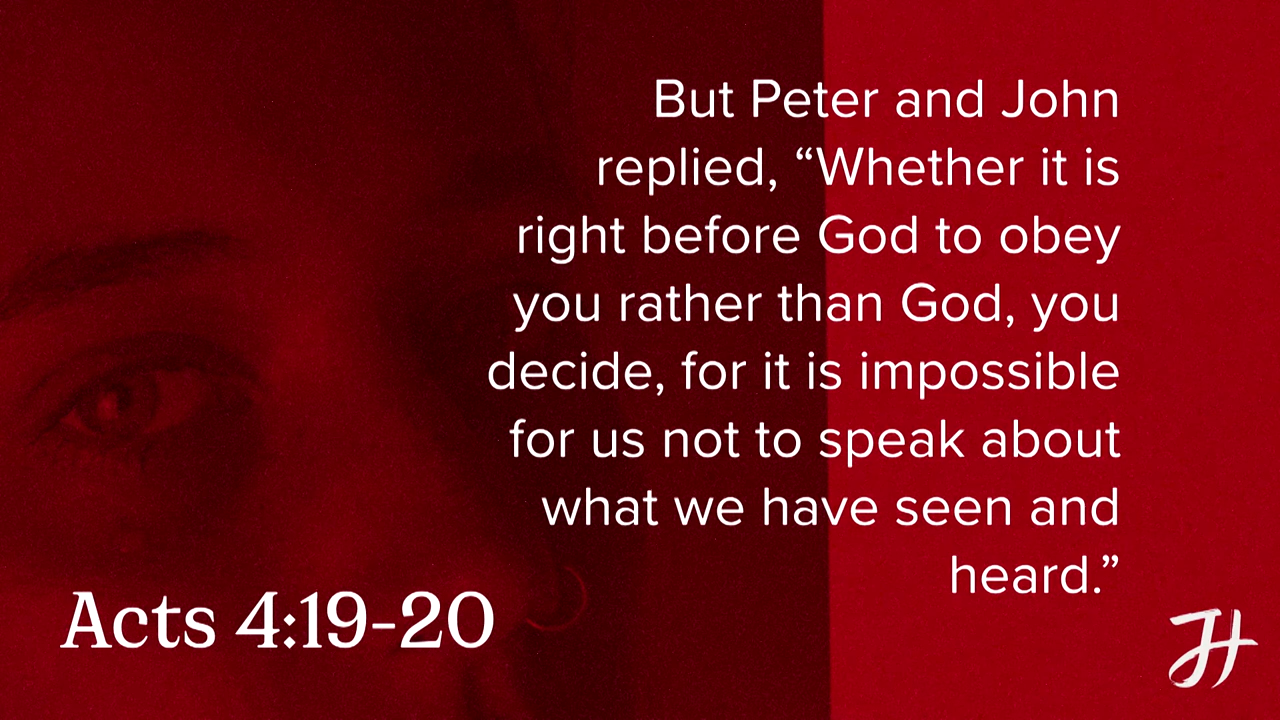 But Peter and John
replied, “Whether it is
right before God to obey
you rather than God, you
decide, for it is impossible
for us not to speak about
what we have seen and
heard.”
Acts 4:19-20
JH